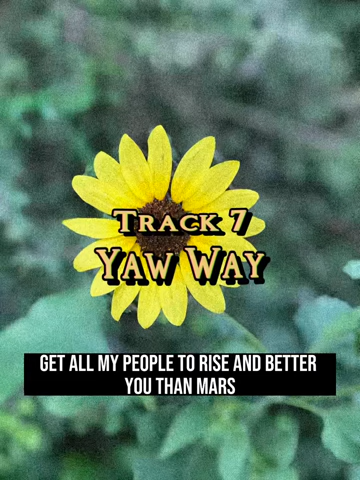 Track 7
Yaw Way
GET ALL MY PEOPLE TO RISE AND BETTER
YOU THAN MARS